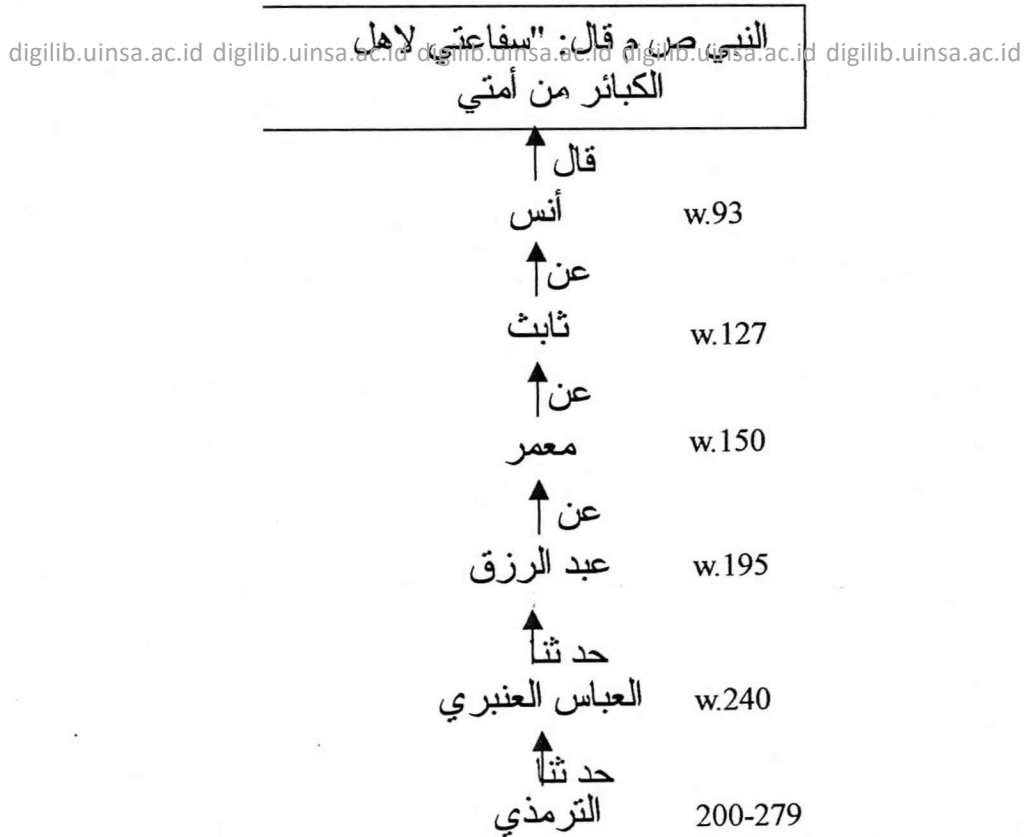 النبي ص م قال: "سفاعتي لاهل
digilib.uinsa.ac.id digilib.uinsa.ac.id digilib.uinsa.ac.id digilib.uinsa.ac.id digilib.uinsa.ac.id
الكبائر من أمتي
قال
أنس w.93
عن
ثابث w.127
عن
معمر w.150
عن
عبد الرزق w.195
حد ثنا
العباس العنبري w.240
حد ثنا
الترمذي 200-279